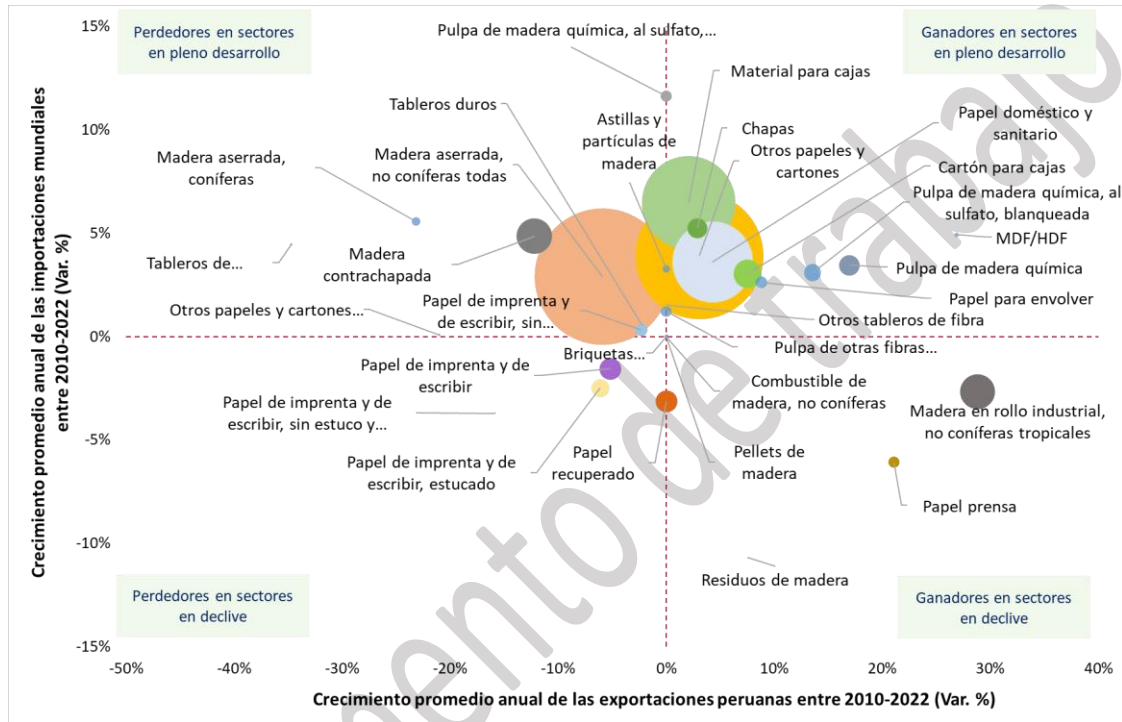 15%
10%
5%
0%
-5%
-10%
-15%
Crecimiento promedio anual de las importaciones mundiales
entre 2010-2022 (Var. %)
Perdedores en sectores
en pleno desarrollo
Pulpa de madera química, al sulfato,...
Ganadores en sectores
en pleno desarrollo
Material para cajas
Tableros duros
Astillas y
partículas de
madera
Chapas
Papel doméstico y
sanitario
Otros papeles y
cartones
Madera aserrada,
coníferas
Madera aserrada,
no coníferas todas
Cartón para cajas
Pulpa de madera química, al
sulfato, blanqueada
MDF/HDF
Tableros de...
Madera
contrachapada
Pulpa de madera química
Otros papeles y cartones...
Papel de imprenta y
de escribir, sin...
Papel para envolver
Otros tableros de fibra
Briquetas...
Pulpa de otras fibras...
Papel de imprenta y de
escribir
Combustible de
madera, no coníferas
Papel de imprenta y de
escribir, sin estuco y...
Madera en rollo industrial,
no coníferas tropicales
Papel de imprenta y de
escribir, estucado
Papel
recuperado
Pellets de
madera
Papel prensa
Residuos de madera
Perdedores en sectores
en declive
Ganadores en sectores
en declive
-50%
-40%
-30%
-20%
-10%
0%
10%
20%
30%
40%
Crecimiento promedio anual de las exportaciones peruanas entre 2010-2022 (Var. %)
mento de trabajo